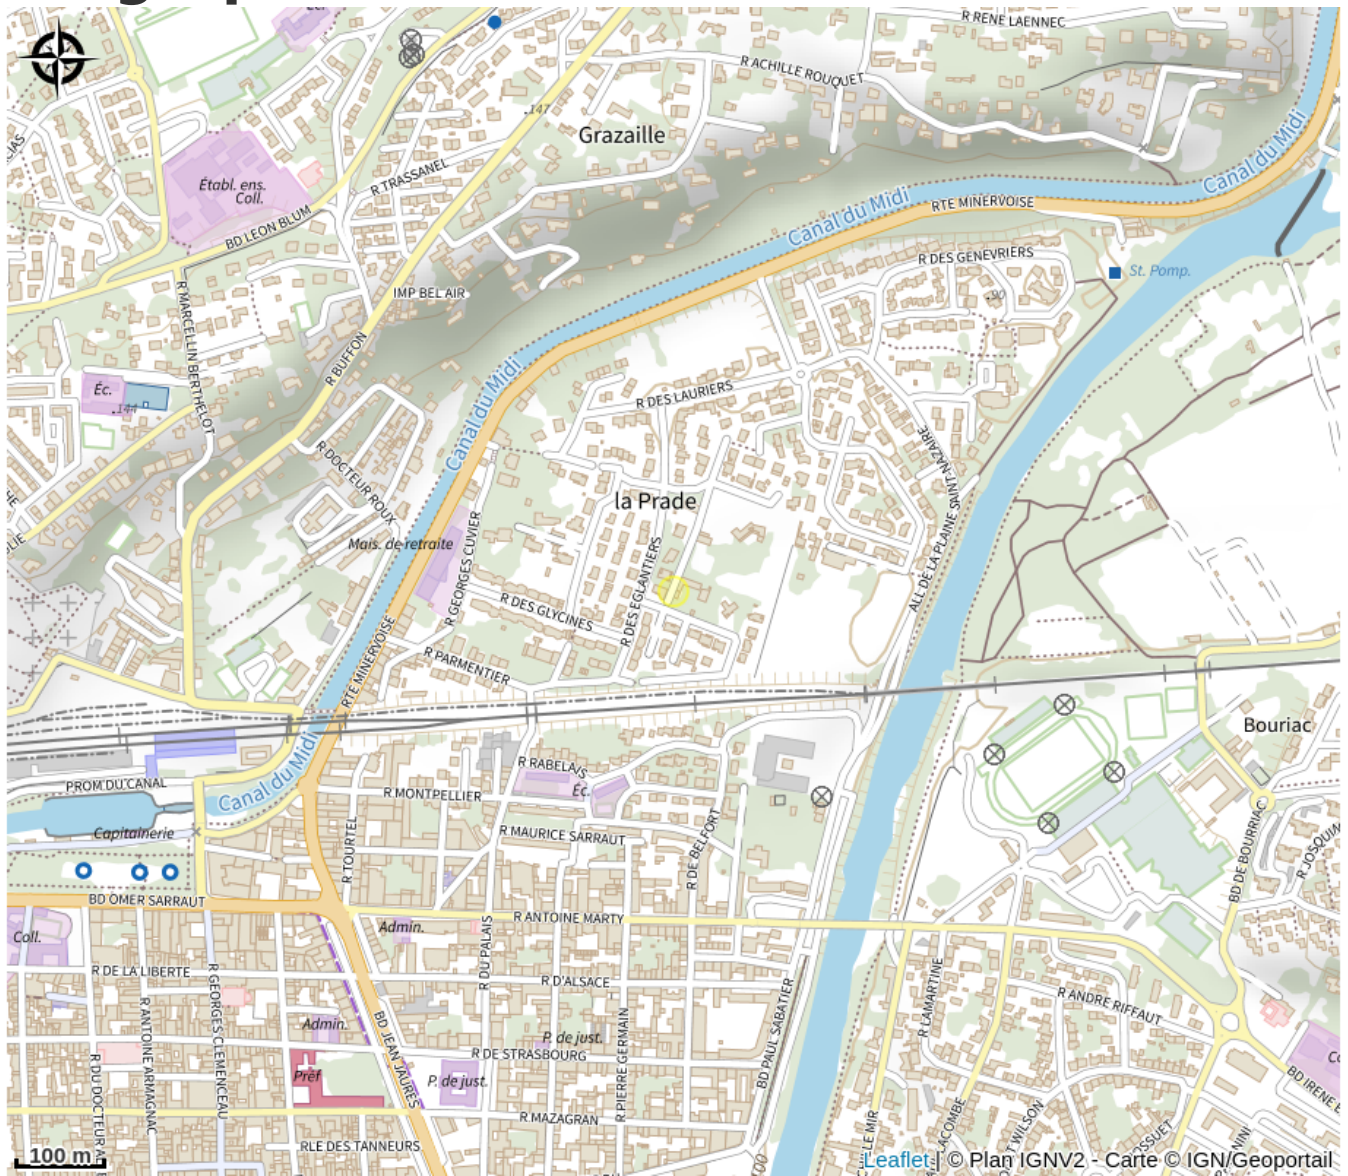 R RENE LAENNEC
R ACHILLE ROUQUET
147
Grazaille
Canal du Midi
Établ. ens.
Coll.
R TRASSANEL
Canal du Midi
RTE MINERVOISE
BD LEON BLUM
R DES GENEVRIERS
St. Pomp.
IMP BEL AIR
90
R MARCELLIN BERTHELOT
R BUFFON
Éc.
144
Canal du Midi
R DES LAURIERS
R DOCTEUR ROUX
ALL DE LA PLAINE SAINT-NAZAIRE
la Prade
Mais. de retraite
R GEORGES CUVIER
R DES EGLANTIERS
R DES GLYCINES
RTE MINERVOISE
R PARMENTIER
Bouriac
Canal du Midi
PROM DU CANAL
R RABELAIS
Éc.
R MONTPELLIER
Capitainerie
R MAURICE SARRAUT
R TOURTEL
R DE BELFORT
BD DE BOURRIAC
BD OMER SARRAUT
R ANTOINE MARTY
Admin.
Coll.
R DU PALAIS
R DE LA LIBERTE
R D'ALSACE
R GEORGES CLEMENCEAU
R ANTOINE ARMAGNAC
R LAMARTINE
R ANDRE RIFFAUT
Admin.
BD JEAN JAURES
P. de just.
R DE STRASBOURG
R PIERRE GERMAIN
BD PAUL SABATIER
Préf
P. de just.
R MAZAGRAN
RLE DES TANNEURS
100 m
Leaflet | © Plan IGNV2 - Carte © IGN/Geoportail